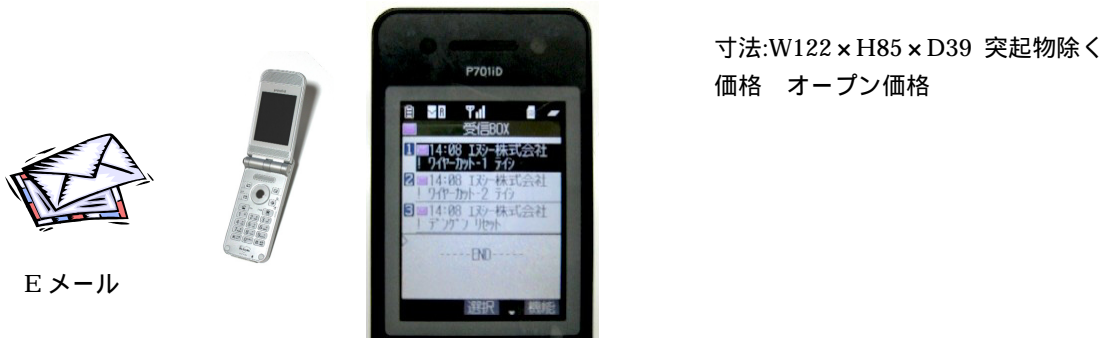 寸法:W122×H85×D39 突起物除く
価格 オープン価格
P701iD
受信BOX
1 14:08 エヌシー株式会社
! ワイヤーカット-1 テイシ
2 14:08 エヌシー株式会社
! ワイヤーカット-2 テイシ
3 14:08 エヌシー株式会社
! デンゲン リセット
-----END-----
選択 機能
Eメール